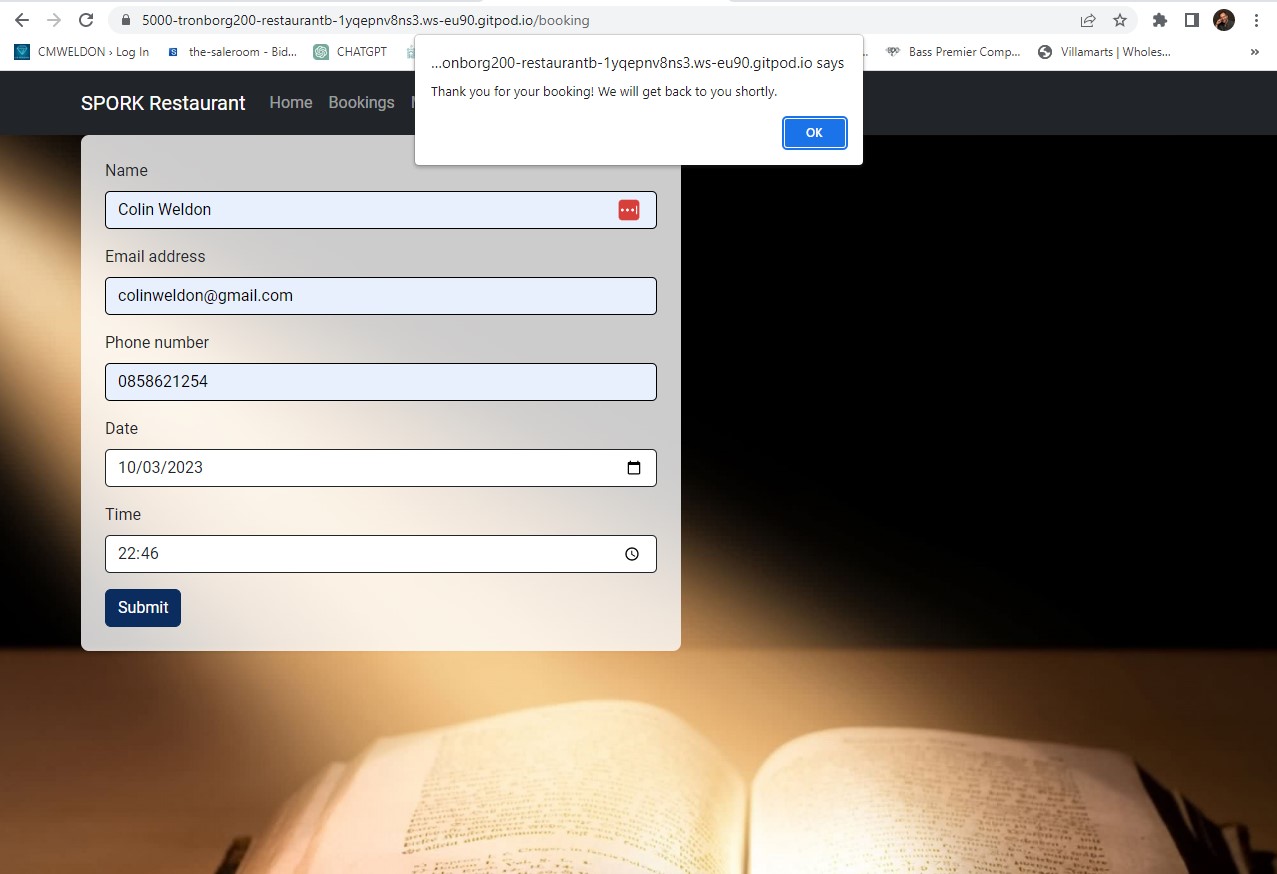 5000-tronborg200-restaurantb-1yqepnv8ns3.ws-eu90.gitpod.io/booking
CMWELDON › Log In the-saleroom - Bid... CHATGPT Bass Premier Comp... Villamarts | Wholes... »
...onborg200-restaurantb-1yqepnv8ns3.ws-eu90.gitpod.io says
Thank you for your booking! We will get back to you shortly.
OK
SPORK Restaurant Home Bookings
Name
Colin Weldon
Email address
colinweldon@gmail.com
Phone number
0858621254
Date
10/03/2023
Time
22:46
Submit